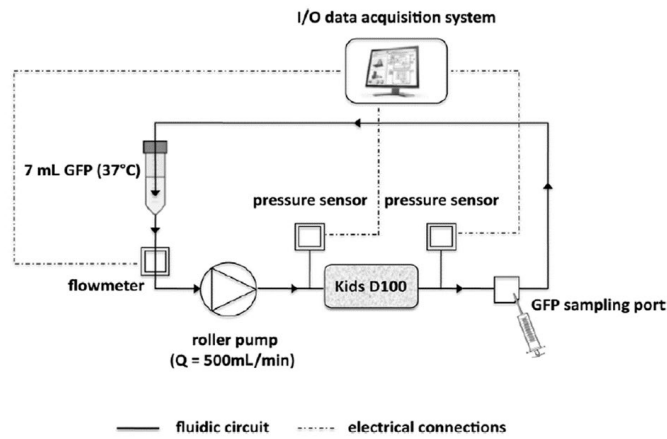 I/O data acquisition system
7 mL GFP (37°C)
pressure sensor
pressure sensor
flowmeter
Kids D100
GFP sampling port
roller pump
(Q = 500mL/min)
fluidic circuit
electrical connections